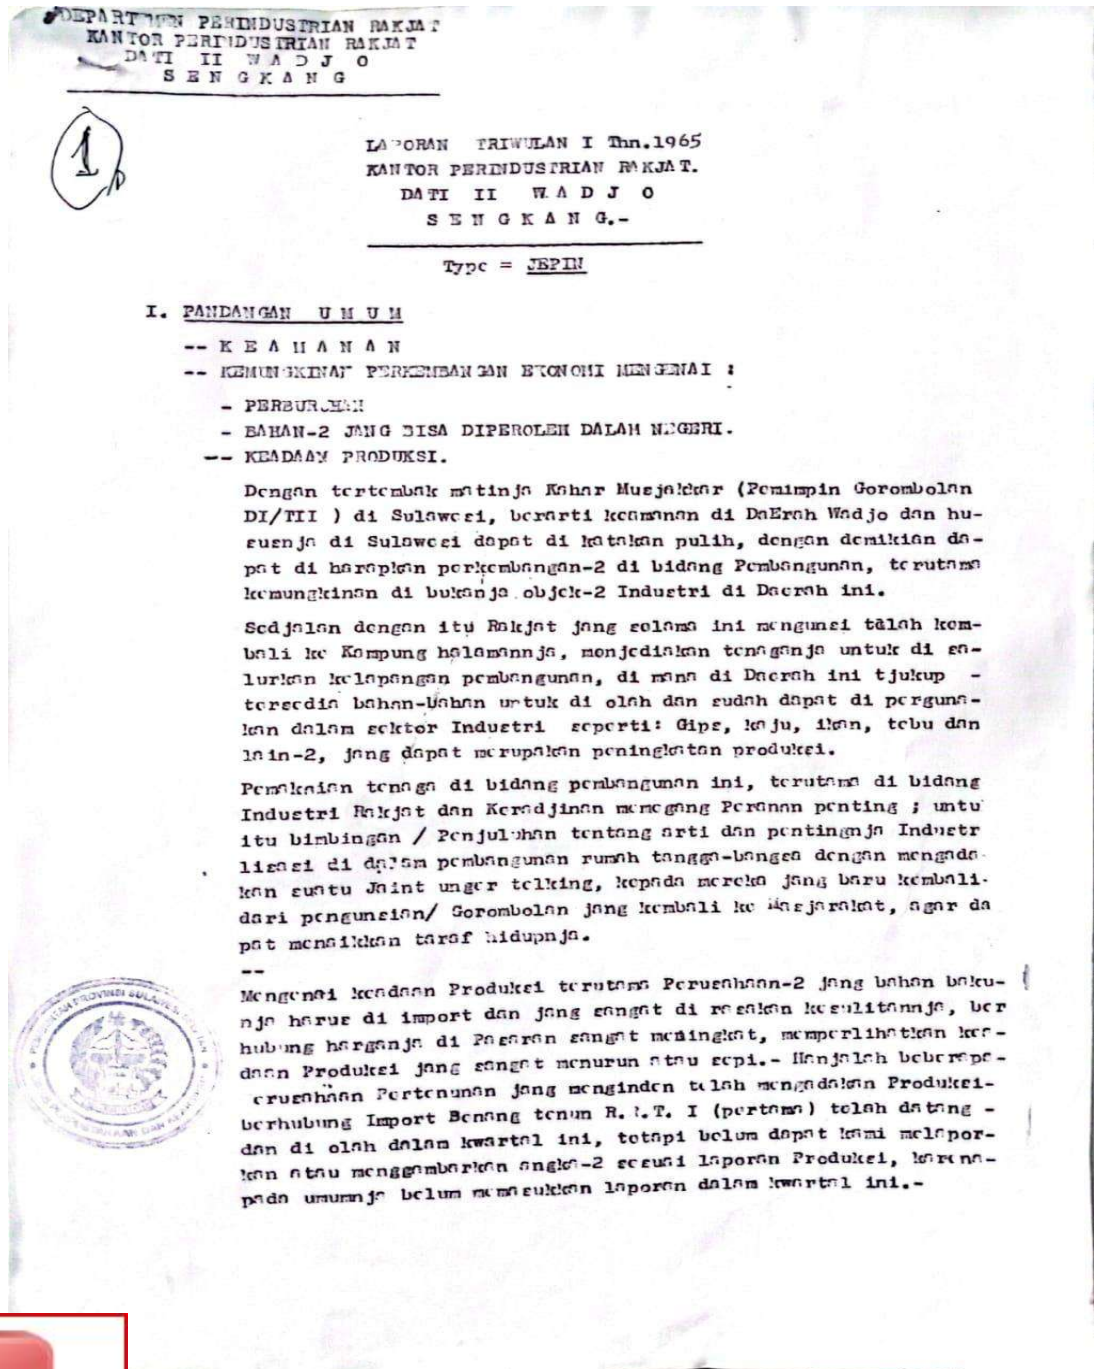 DEPARTMEN PERINDUSTRIAN RAKJAT
KANTOR PERINDUSTRIAN RAKJAT
DATI II WADJO
SENGKANG
1
LAPORAN TRIWULAN I Thn.1965
KANTOR PERINDUSTRIAN RAKJAT.
DATI II WADJO
SENGKANG.-
Type = JEPIN
I. PANDANGAN UMUM
-- KEAMANAN
-- KEMUNGKINAN PERKEMBANGAN EKONOMI MENGENAI :
- PERBURUHAN
- BAHAN-2 JANG BISA DIPEROLEH DALAM NEGERI.
-- KEADAAN PRODUKSI.
Dengan tertembak matinja Kahar Musjakkar (Pemimpin Gorombolan
DI/TII ) di Sulawesi, berarti keamanan di DaErah Wadjo dan hu-
susnja di Sulawesi dapat di katakan pulih, dengan demikian da-
pat di harapkan perkembangan-2 di bidang Pembangunan, terutama
kemungkinan di bukanja objek-2 Industri di Daerah ini.
Sedjalan dengan itu Rakjat jang selama ini mengunsi tàlah kem-
bali ke Kampung halamannja, menjediakan tenaganja untuk di sa-
lurkan kelapangan pembangunan, di mana di Daerah ini tjukup -
tersedia bahan-bahan untuk di olah dan sudah dapat di perguna-
kan dalam sektor Industri seperti: Gips, kaju, ikan, tebu dan
lain-2, jang dapat merupakan peningkatan produksi.
Pemakaian tenaga di bidang pembangunan ini, terutama di bidang
Industri Rakjat dan Keradjinan memegang Peranan penting ; untu
itu bimbingan / Penjuluhan tentang arti dan pentingnja Industr
lisasi di dalam pembangunan rumah tangga-bangsa dengan mengada-
kan suatu Jaint unger telking, kepada mereka jang baru kembali.
dari pengunsian/ Gorombolan jang kembali ke Masjarakat, agar da
pat menaikkan taraf hidupnja.
--
Mengenai keadaan Produksi terutama Perusahaan-2 jang bahan baku-
nja harus di import dan jang sangat di rasakan kesulitannja, ber
hubung harganja di Pasaran sangat meningkat, memperlihatkan kea-
daan Produksi jang sangat menurun atau sepi.- Hanjalah beberapa-
erusahaan Pertenunan jang menginden telah mengadakan Produksi-
berhubung Import Benang tenun R.I.T. I (pertama) telah datang -
dan di olah dalam kwartal ini, tetapi belum dapat kami melapor-
kan atau menggambarkan angka-2 sesuai laporan Produksi, karena-
pada umumnja belum memasukkan laporan dalam kwartal ini.-